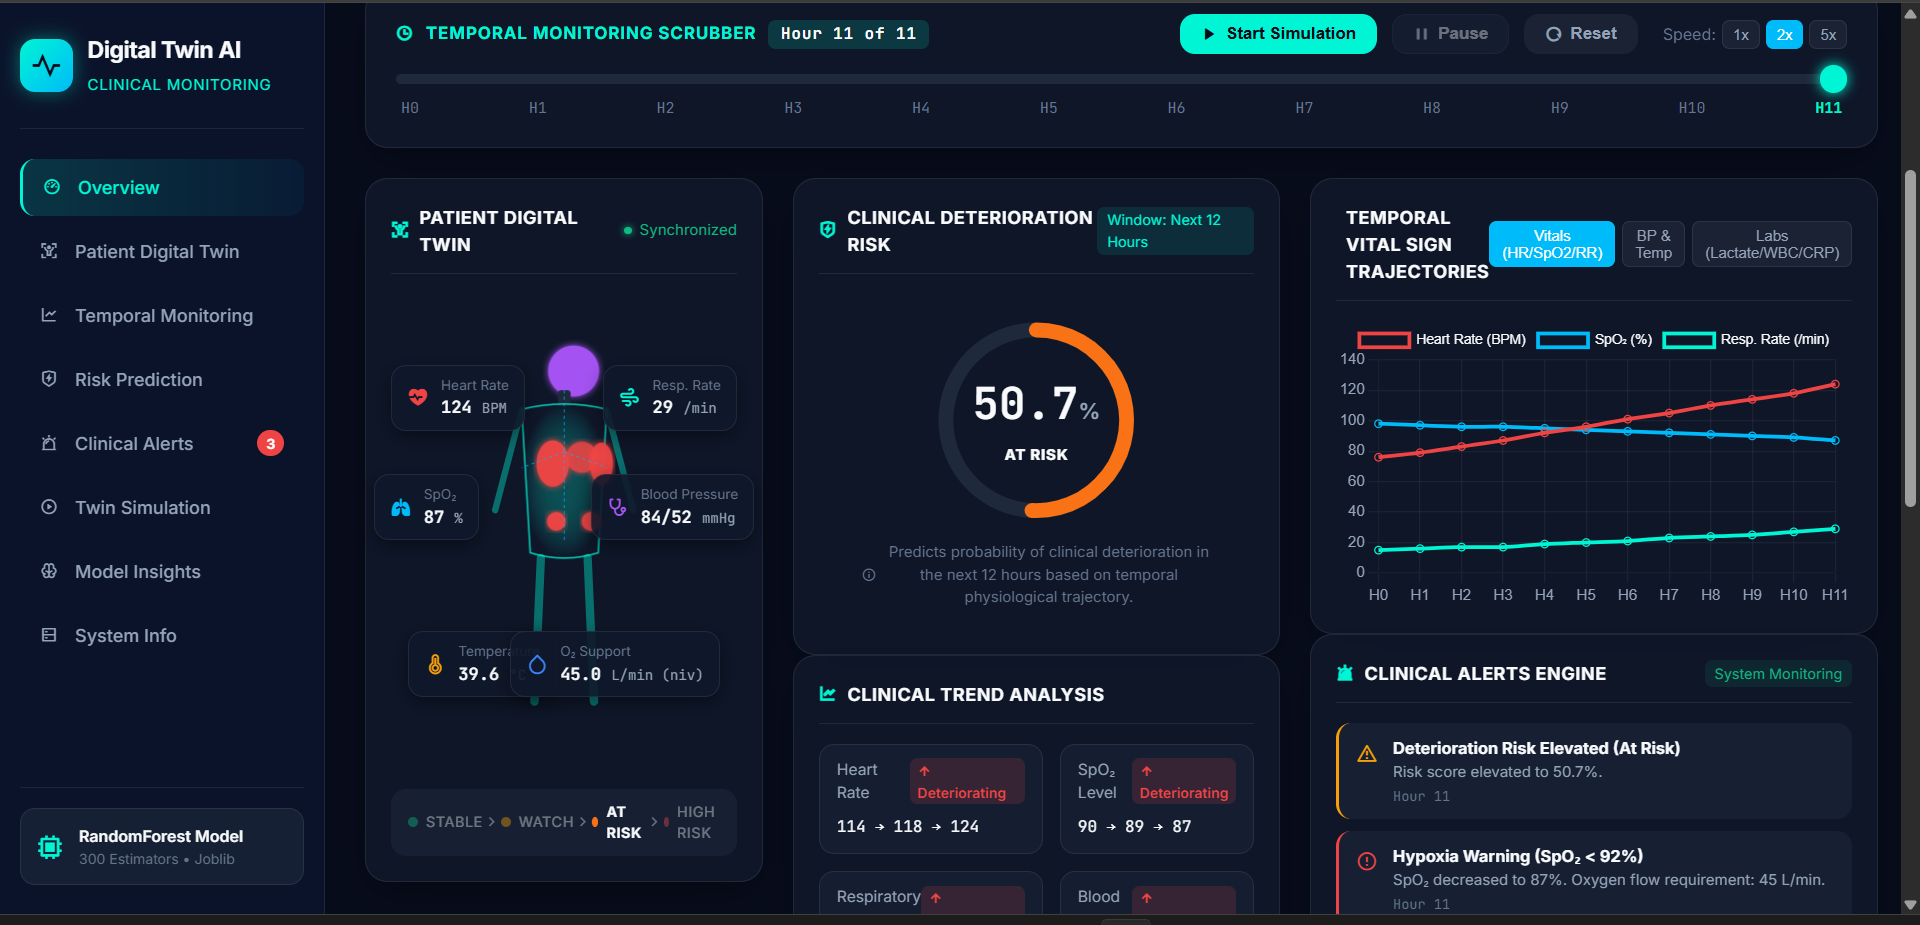 Digital Twin AI
CLINICAL MONITORING
Overview
Patient Digital Twin
Temporal Monitoring
Risk Prediction
Clinical Alerts
3
Twin Simulation
Model Insights
System Info
RandomForest Model
300 Estimators • Joblib
TEMPORAL MONITORING SCRUBBER
Hour 11 of 11
Start Simulation
Pause
Reset
Speed:
1x
2x
5x
H0 H1 H2 H3 H4 H5 H6 H7 H8 H9 H10 H11
PATIENT DIGITAL
TWIN
Synchronized
Heart Rate
124 BPM
Resp. Rate
29 /min
SpO₂
87 %
Blood Pressure
84/52 mmHg
39.6
O₂ Support
45.0 L/min (niv)
STABLE > WATCH > AT
RISK > HIGH
RISK
CLINICAL DETERIORATION
RISK
Window: Next 12
Hours
50.7%
AT RISK
Predicts probability of clinical deterioration in
the next 12 hours based on temporal
physiological trajectory.
CLINICAL TREND ANALYSIS
Heart
Rate
↑
Deteriorating
114 → 118 → 124
SpO₂
Level
↑
Deteriorating
90 → 89 → 87
Respiratory
↑
Blood
↑
TEMPORAL
VITAL SIGN
TRAJECTORIES
Vitals
(HR/SpO2/RR)
BP &
Temp
Labs
(Lactate/WBC/CRP)
Heart Rate (BPM)
SpO₂ (%)
Resp. Rate (/min)
140
120
100
80
60
40
20
0
H0 H1 H2 H3 H4 H5 H6 H7 H8 H9 H10 H11
CLINICAL ALERTS ENGINE
System Monitoring
Deterioration Risk Elevated (At Risk)
Risk score elevated to 50.7%.
Hour 11
Hypoxia Warning (SpO₂ < 92%)
SpO₂ decreased to 87%. Oxygen flow requirement: 45 L/min.
Hour 11